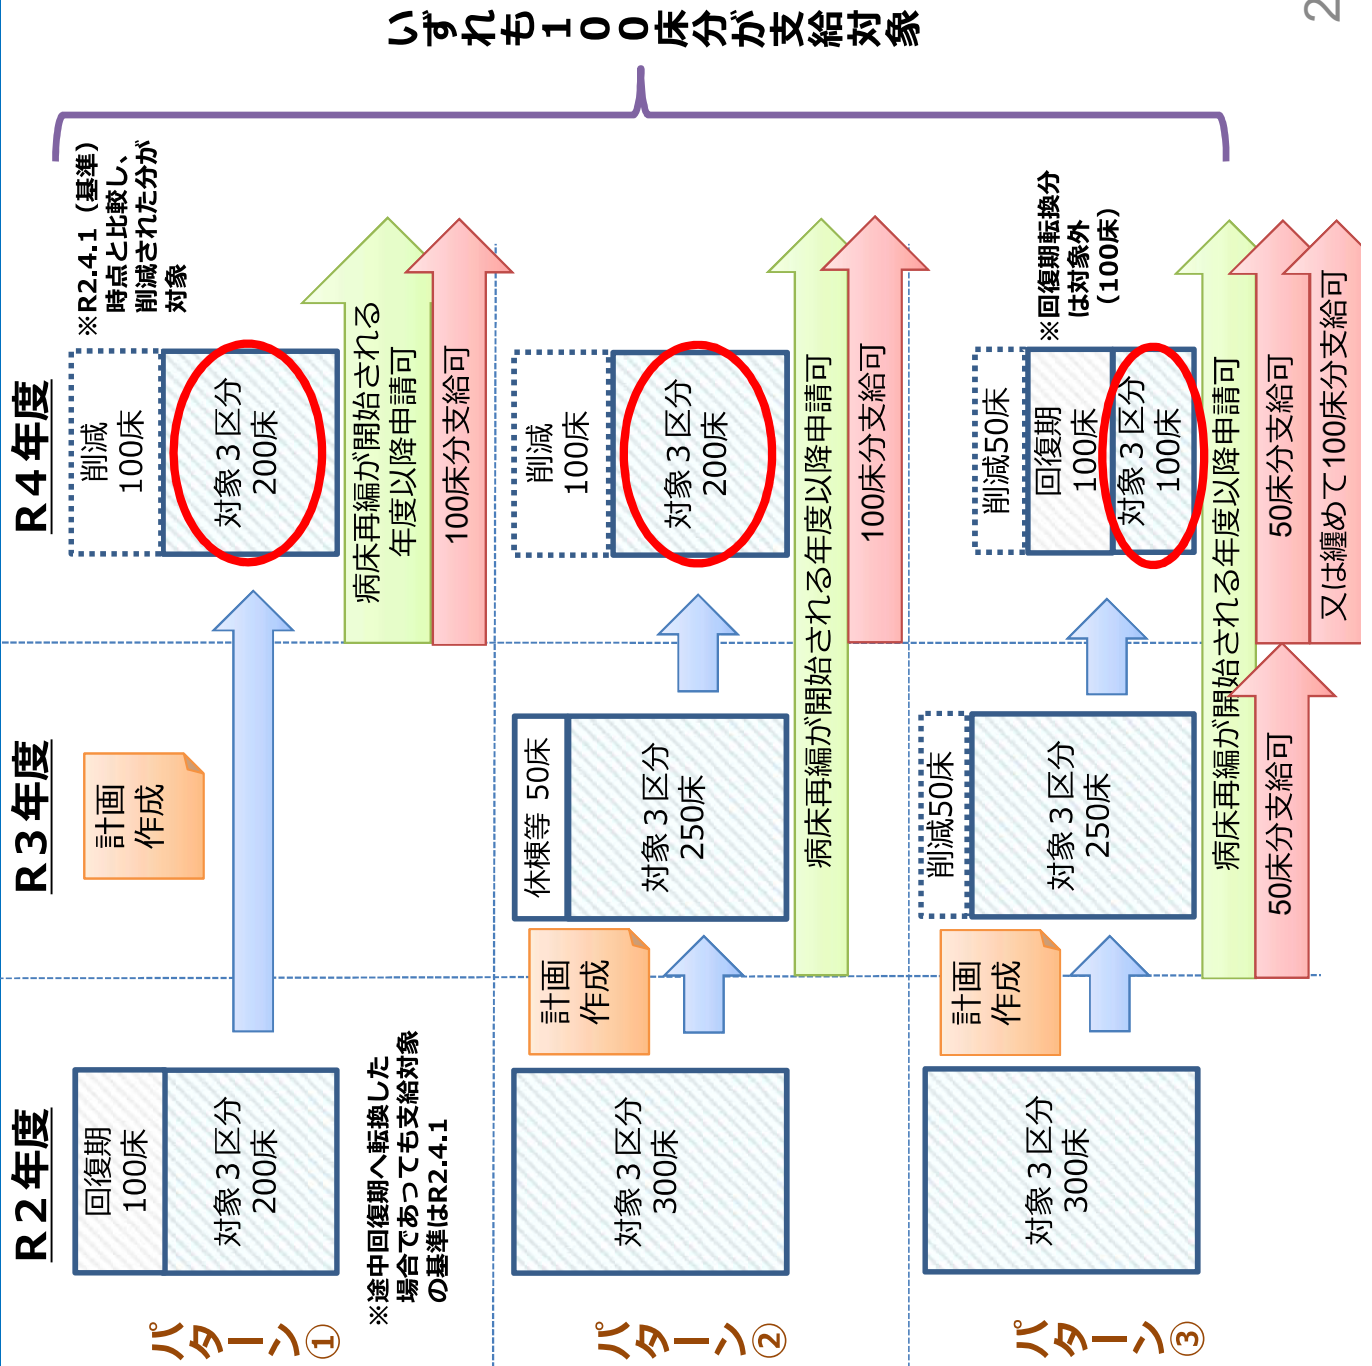 R2年度
R3年度
R4年度
パターン①
回復期
100床
対象3区分
200床
※途中回復期へ転換した
場合であっても支給対象
の基準はR2.4.1
計画
作成
削減
100床
対象3区分
200床
※R2.4.1（基準）
時点と比較し、
削減された分が
対象
病床再編が開始される
年度以降申請可
100床分支給可
パターン②
対象3区分
300床
計画
作成
休棟等 50床
対象3区分
250床
削減
100床
対象3区分
200床
病床再編が開始される年度以降申請可
100床分支給可
パターン③
対象3区分
300床
計画
作成
削減50床
対象3区分
250床
削減50床
回復期
100床
対象3区分
100床
※回復期転換分
は対象外
（100床）
病床再編が開始される年度以降申請可
50床分支給可
50床分支給可
又は纏めて100床分支給可
いずれも100床分が支給対象
2